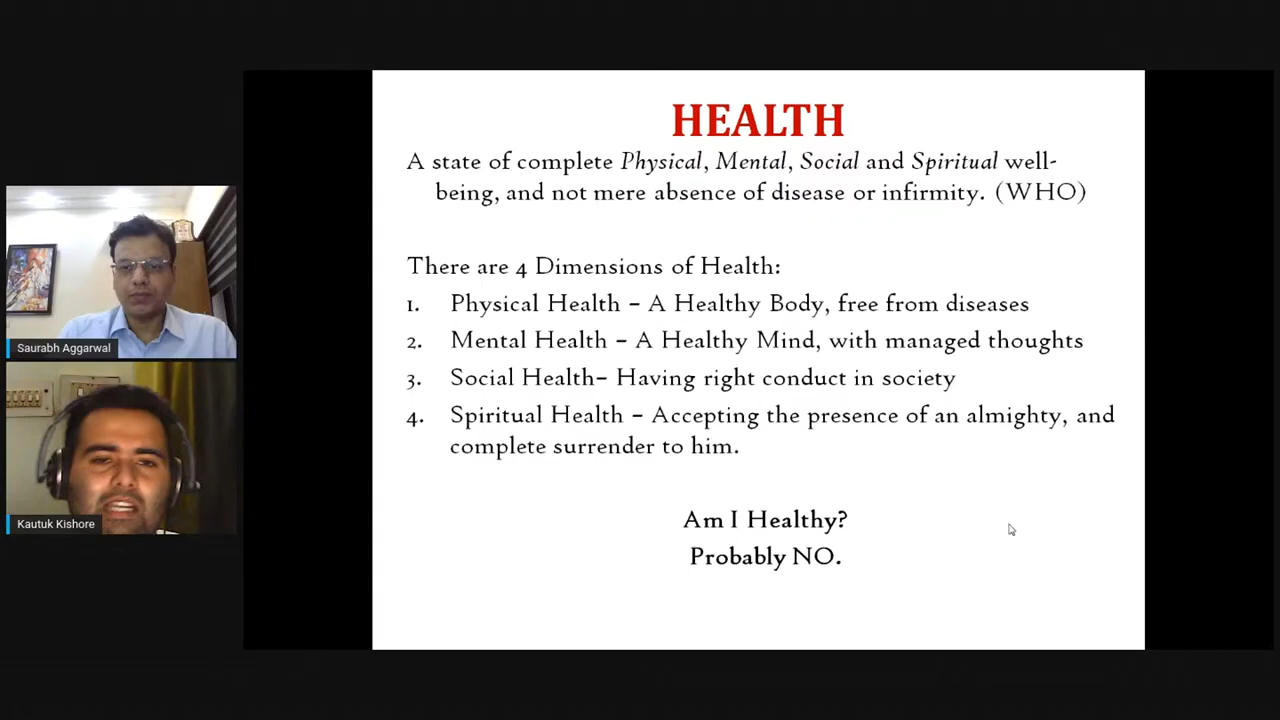 HEALTH
A state of complete Physical, Mental, Social and Spiritual well-
being, and not mere absence of disease or infirmity. (WHO)
There are 4 Dimensions of Health:
1. Physical Health – A Healthy Body, free from diseases
2. Mental Health – A Healthy Mind, with managed thoughts
3. Social Health– Having right conduct in society
4. Spiritual Health – Accepting the presence of an almighty, and
complete surrender to him.
Am I Healthy?
Probably NO.
Saurabh Aggarwal
Kautuk Kishore